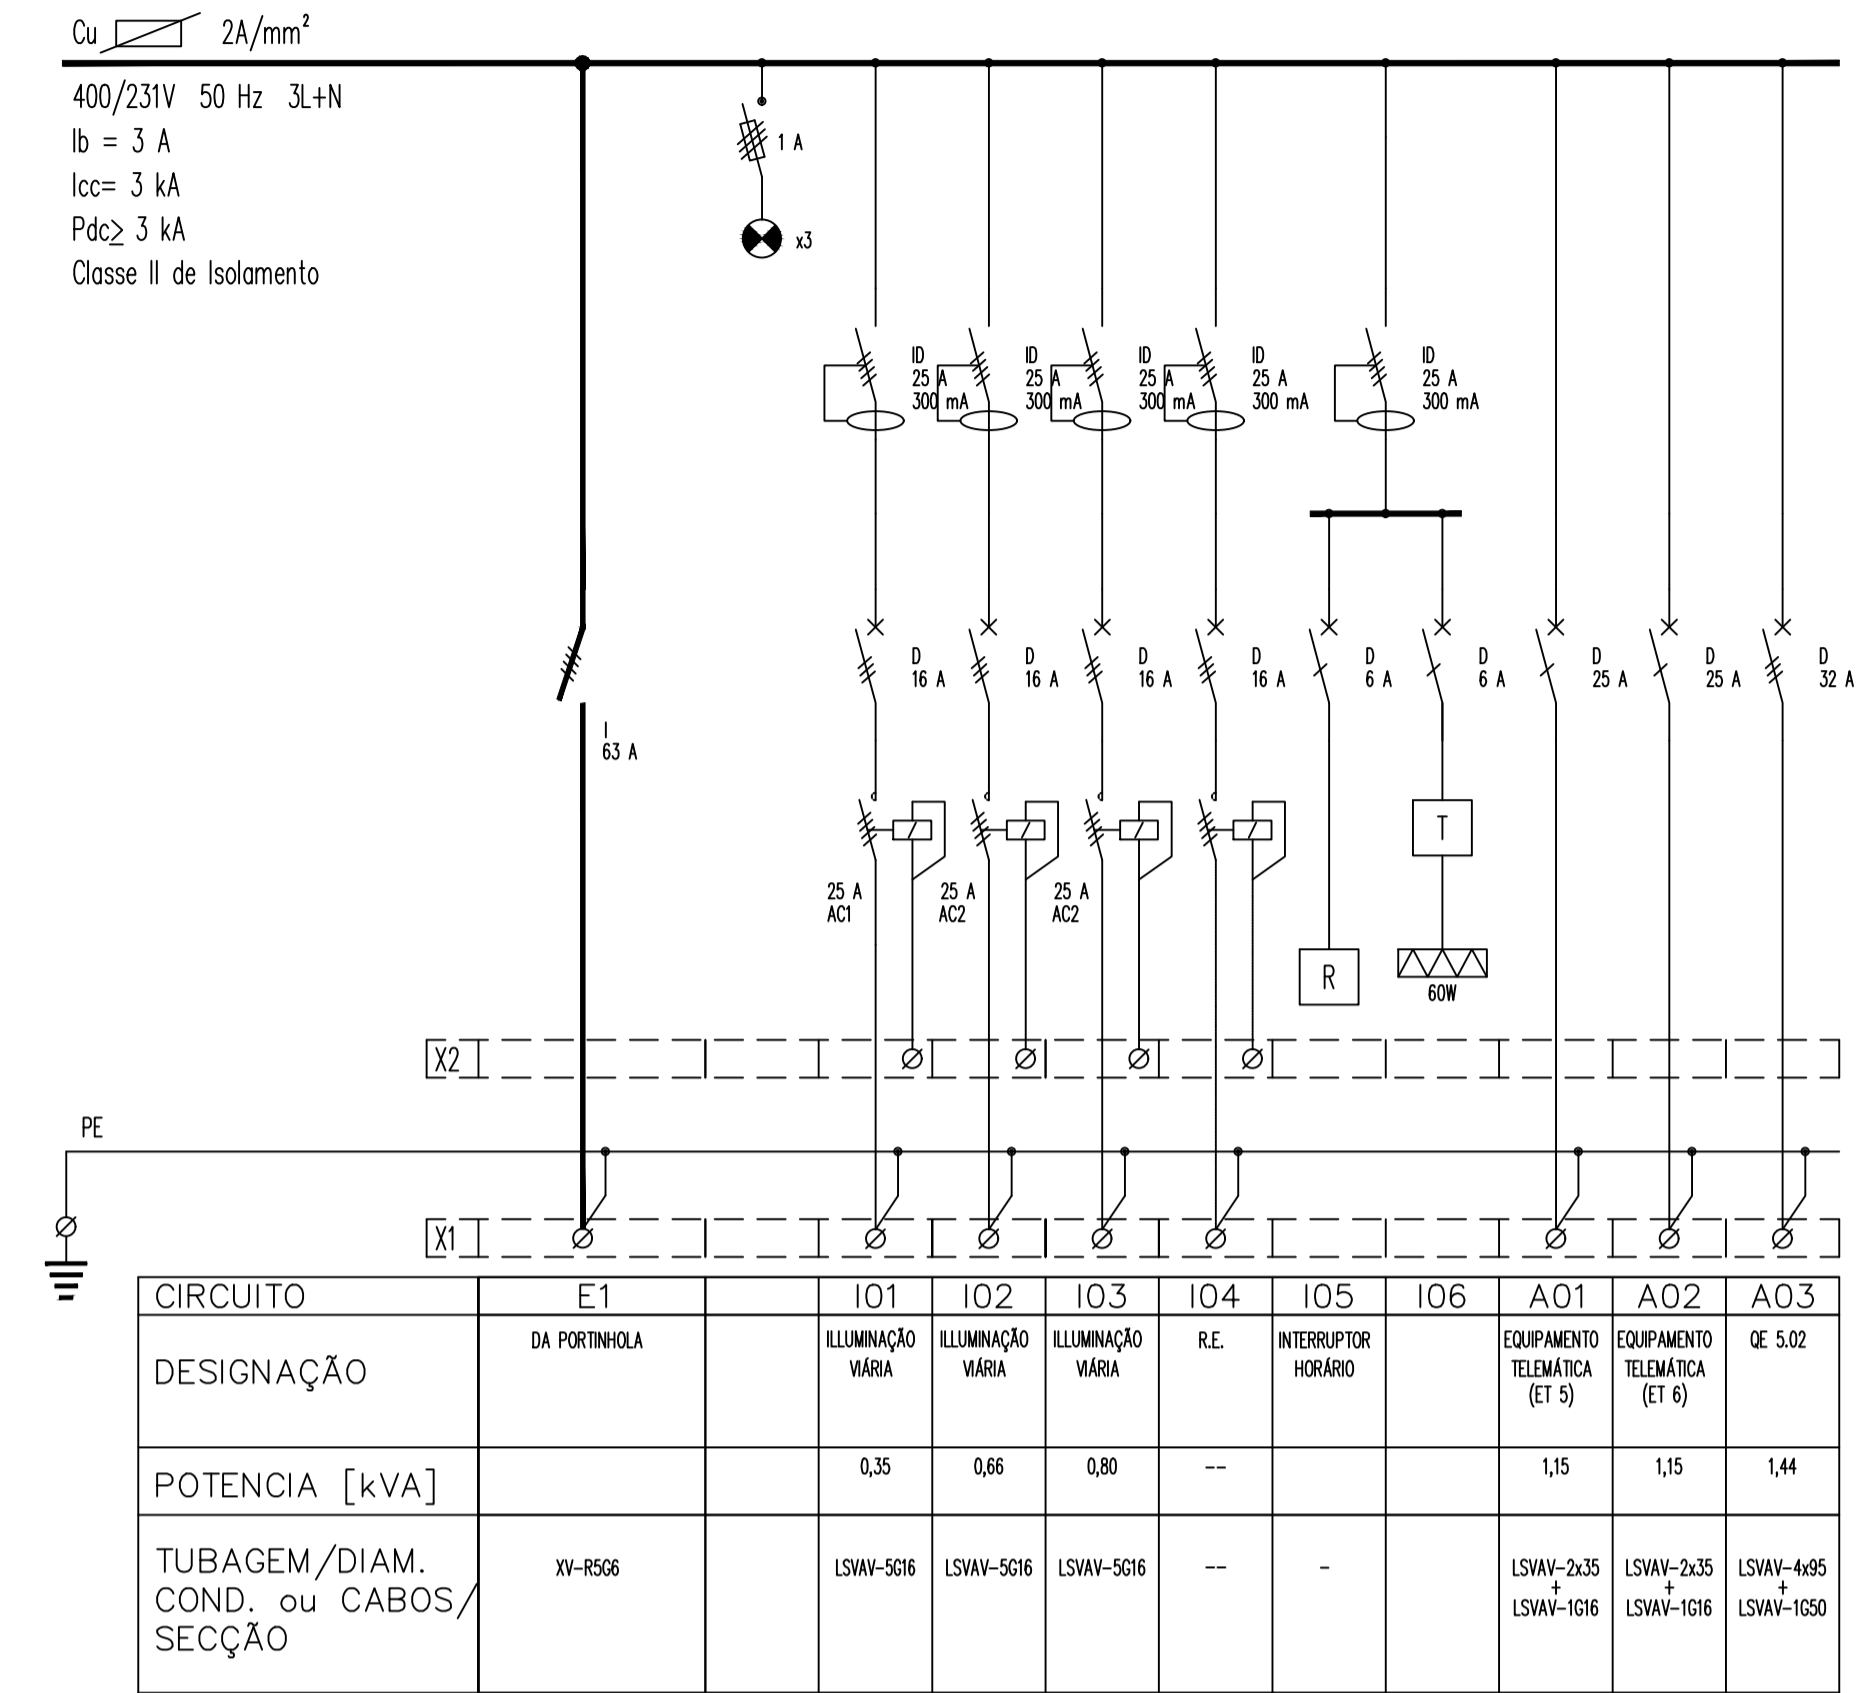 Cu 2A/mm²
400/231V 50 Hz 3L+N
Ib = 3 A
Icc= 3 kA
Pdc≥ 3 kA
Classe II de Isolamento
1 A
x3
ID ID ID ID ID
25 A 25 A 25 A 25 A 25 A
300 mA 300 mA 300 mA 300 mA 300 mA
D D D D D D D D D
16 A 16 A 16 A 16 A 6 A 6 A 25 A 25 A 32 A
I
63 A
T
25 A 25 A 25 A
AC1 AC2 AC2
R
60W
X2
PE
X1
CIRCUITO E1 I01 I02 I03 I04 I05 I06 A01 A02 A03
DESIGNAÇÃO
DA PORTINHOLA
ILLUMINAÇÃO
VIÁRIA
ILLUMINAÇÃO
VIÁRIA
ILLUMINAÇÃO
VIÁRIA
R.E.
INTERRUPTOR
HORÁRIO
EQUIPAMENTO
TELEMÁTICA
(ET 5)
EQUIPAMENTO
TELEMÁTICA
(ET 6)
QE 5.02
POTENCIA [kVA] 0,35 0,66 0,80 -- 1,15 1,15 1,44
TUBAGEM/DIAM.
COND. ou CABOS/
SECÇÃO
XV-R5G6
LSVAV-5G16
LSVAV-5G16
LSVAV-5G16
--
-
LSVAV-2x35
+
LSVAV-1G16
LSVAV-2x35
+
LSVAV-1G16
LSVAV-4x95
+
LSVAV-1G50